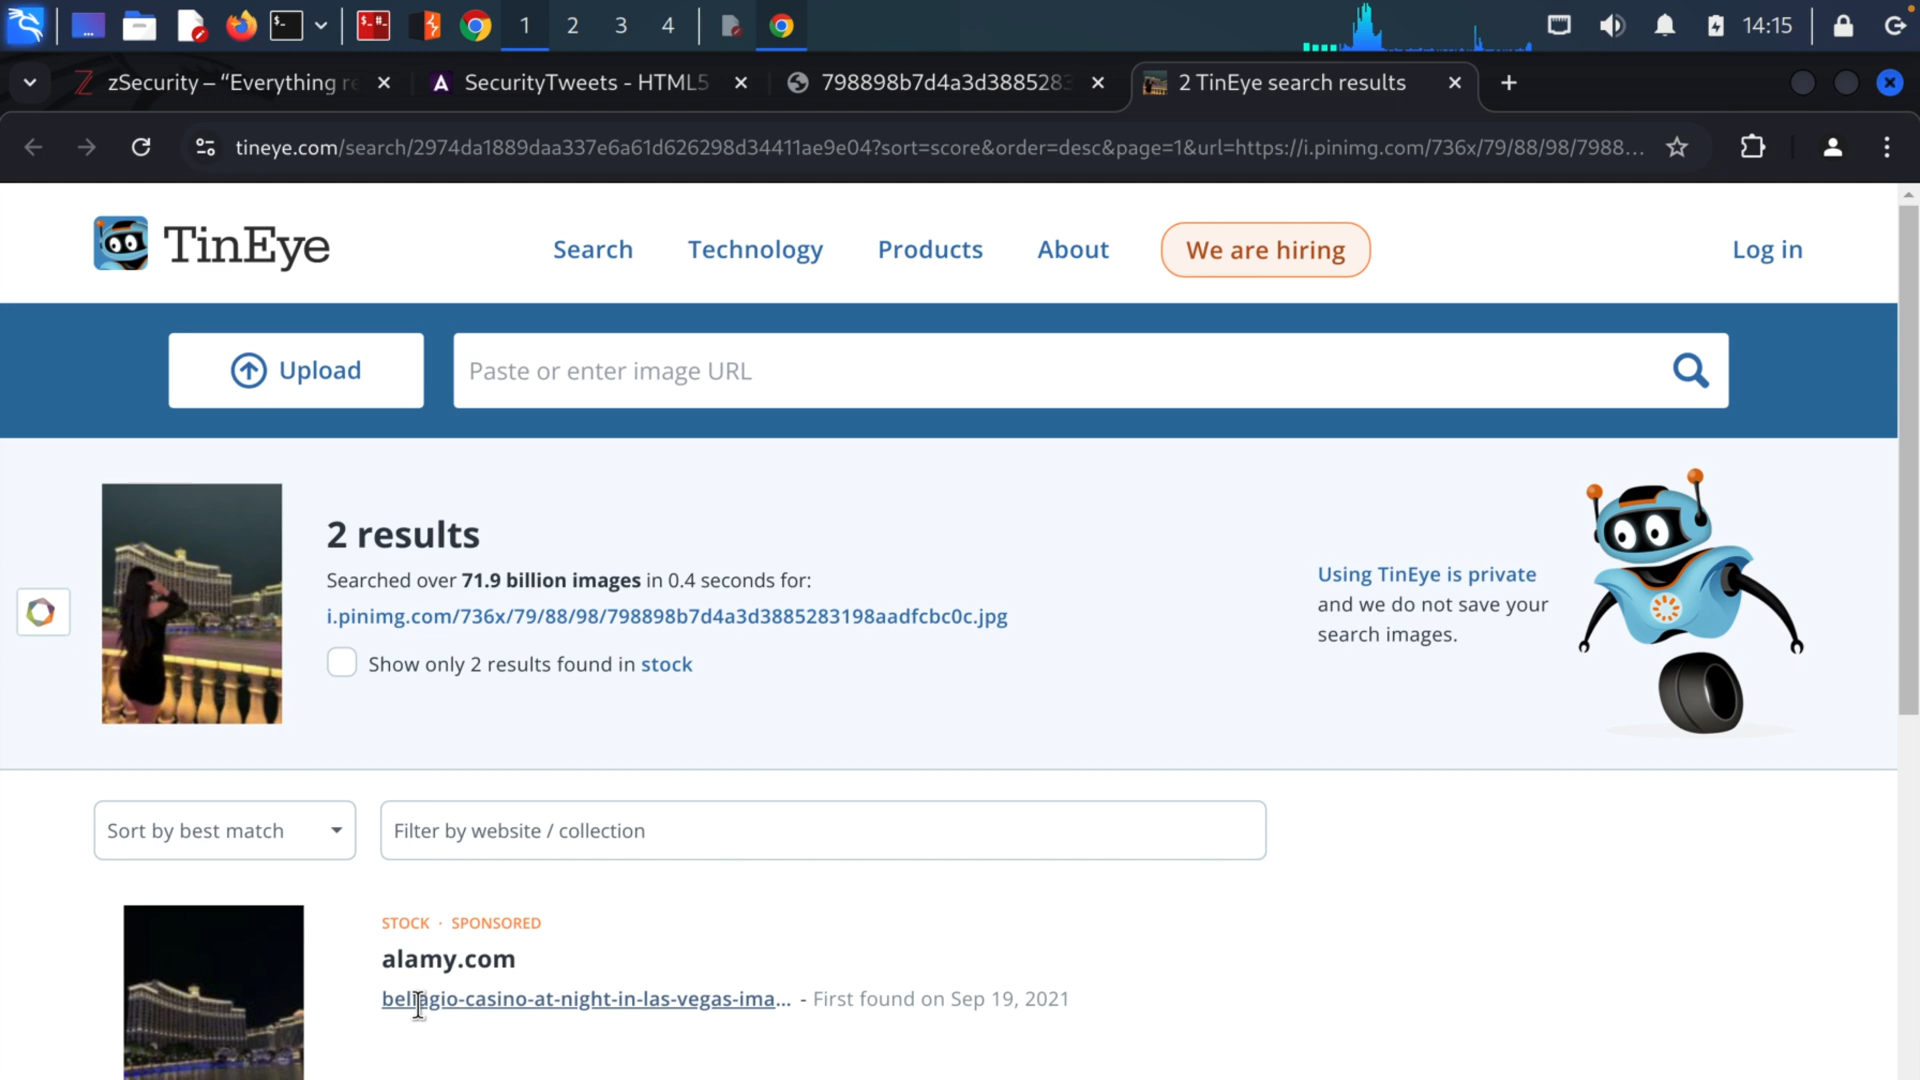 1 2 3 4 14:15
zSecurity – “Everything re
SecurityTweets - HTML5
798898b7d4a3d3885283
2 TinEye search results
tineye.com/search/2974da1889daa337e6a61d626298d34411ae9e04?sort=score&order=desc&page=1&url=https://i.pinimg.com/736x/79/88/98/7988...
TinEye
Search
Technology
Products
About
We are hiring
Log in
Upload
Paste or enter image URL
2 results
Searched over 71.9 billion images in 0.4 seconds for:
i.pinimg.com/736x/79/88/98/798898b7d4a3d3885283198aadfcbc0c.jpg
Show only 2 results found in stock
Using TinEye is private
and we do not save your
search images.
Sort by best match
Filter by website / collection
STOCK · SPONSORED
alamy.com
bellagio-casino-at-night-in-las-vegas-ima... - First found on Sep 19, 2021